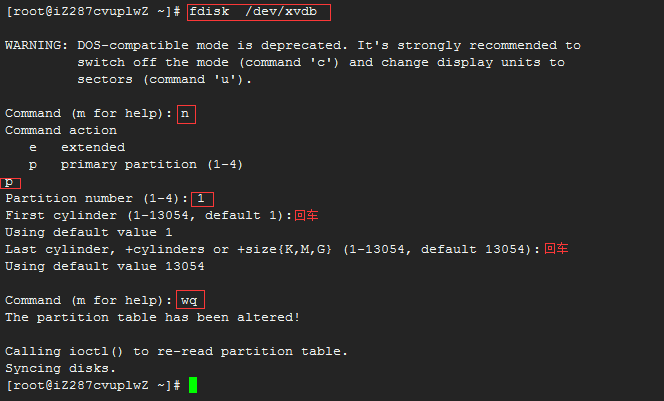 [root@iZ287cvuplwZ ~]# fdisk  /dev/xvdb
WARNING: DOS-compatible mode is deprecated. It's strongly recommended to
         switch off the mode (command 'c') and change display units to
         sectors (command 'u').
Command (m for help): n
Command action
   e   extended
   p   primary partition (1-4)
p
Partition number (1-4): 1
First cylinder (1-13054, default 1):回车
Using default value 1
Last cylinder, +cylinders or +size{K,M,G} (1-13054, default 13054):回车
Using default value 13054
Command (m for help): wq
The partition table has been altered!
Calling ioctl() to re-read partition table.
Syncing disks.
[root@iZ287cvuplwZ ~]#